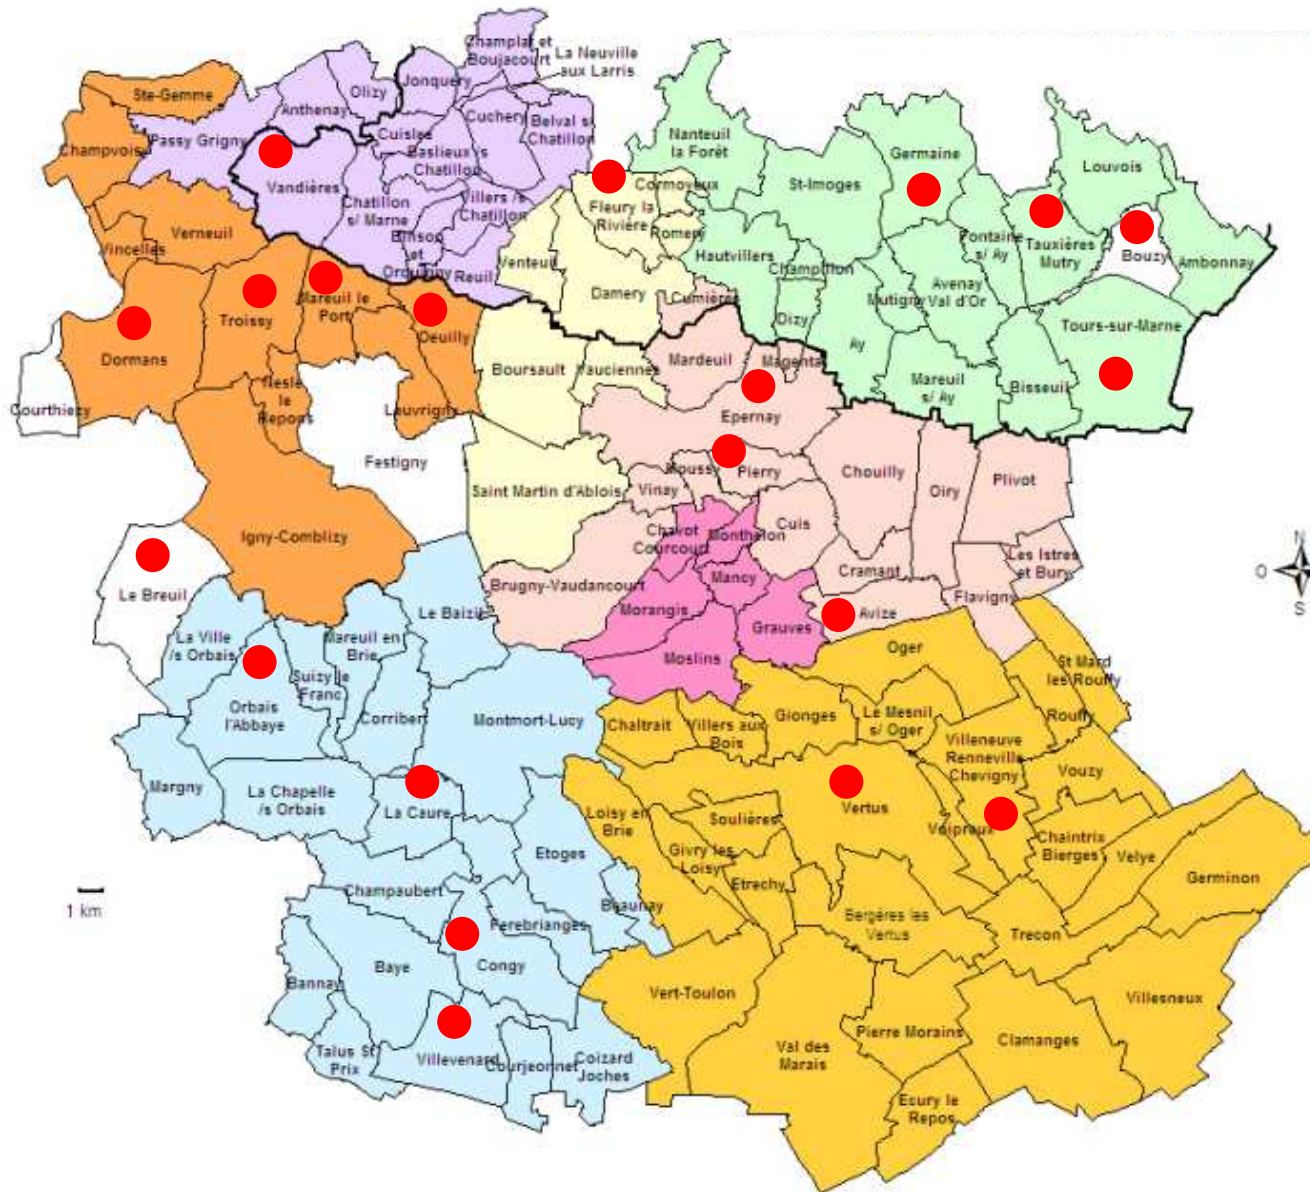 Champlat et
Boujacourt
La Neuville
aux Larris
Ste-Gemme
Anthenay
Olizy
Jonquery
Cuchery
Belval s/
Chatillon
Champvois
Passy Grigny
Cuisles
Baslieux /s
Chatillon
Vandières
Chatillon
s/ Marne
Villers /s
Chatillon
Binson
et
Orquigny
Reuil
Verneuil
Vincelles
Nanteuil
la Forêt
Germaine
Louvois
St-Imoges
Cormoyeux
Fleury la
Rivière
Romery
Hautvillers
Champillon
Fontaine
s/ Ay
Tauxières
Mutry
Bouzy
Ambonnay
Venteuil
Damery
Cumières
Dizy
Mutigny
Avenay
Val d'Or
Tours-sur-Marne
Ay
Mareuil
s/ Ay
Bisseuil
Dormans
Troissy
Mareuil le
Port
Oeuilly
Nesle
le
Repons
Leuvrigny
Courthiezy
Festigny
Igny-Comblizy
Boursault
Vauciennes
Mardeuil
Magenta
Epernay
Saint Martin d'Ablois
Vinay
Moussy
Pierry
Chouilly
Oiry
Plivot
Cuis
Chavot
Courcourt
Monthelon
Mancy
Cramant
Les Istres
et Bury
Flavigny
Brugny-Vaudancourt
Morangis
Grauves
Avize
Moslins
Oger
N
O
S
Le Breuil
Le Baizil
La Ville
/s Orbais
Mareuil en
Brie
Suizy le
Franc
Orbais
l'Abbaye
Corribert
Montmort-Lucy
Margny
La Chapelle
/s Orbais
La Caure
St Mard
les Rouffy
Rouffy
Chaltrait
Villers aux
Bois
Gionges
Le Mesnil
s/ Oger
Villeneuve
Renneville
Chevigny
Vouzy
Loisy en
Brie
Soulières
Vertus
Voipreux
Chaintrix
Bierges
Velye
Germinon
Givry les
Loisy
Etrechy
Bergères les
Vertus
Trecon
Etoges
Champaubert
Beaunay
Ferebrianges
Baye
Congy
Bannay
Vert-Toulon
Villesneux
Talus St
Prix
Villevenard
Courjeonnet
Coizard
Joches
Val des
Marais
Pierre Morains
Clamanges
Ecury le
Repos
1 km